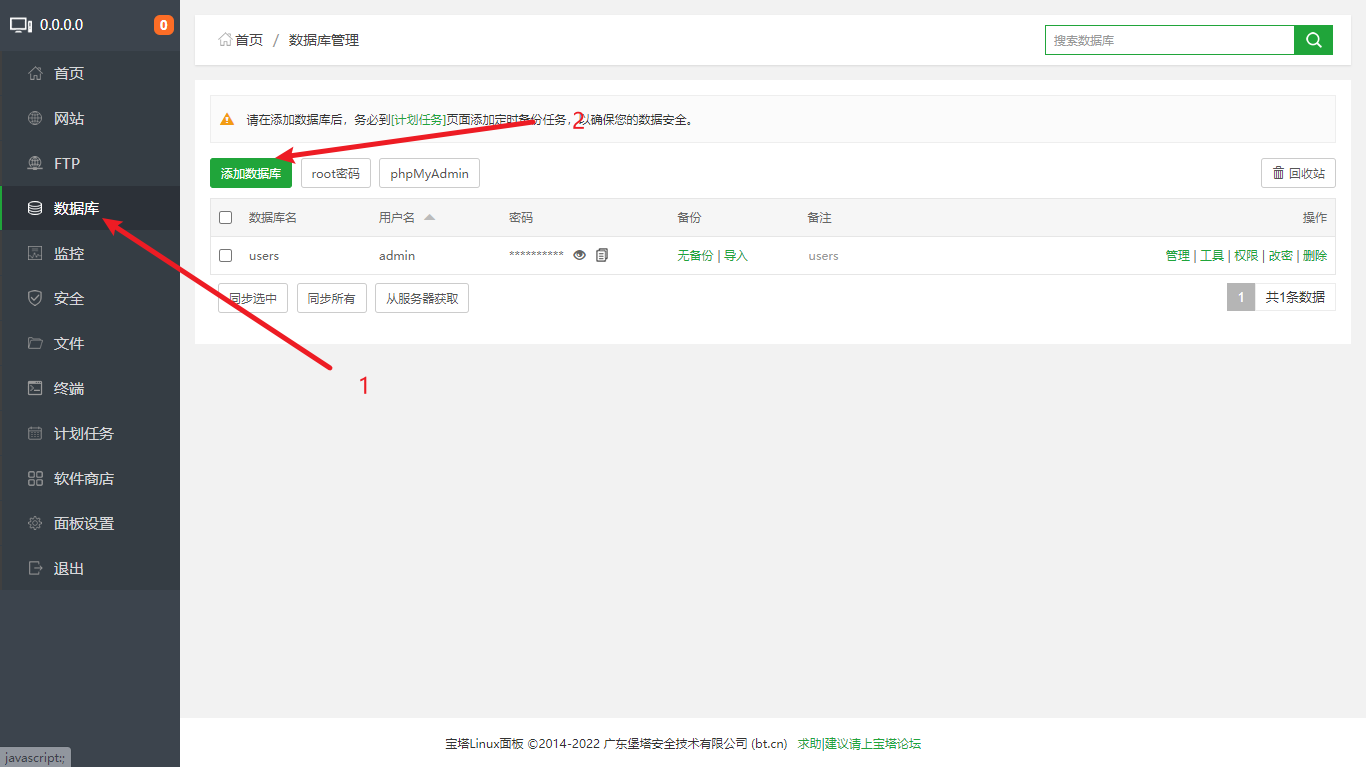 0.0.0.0
0
首页
网站
FTP
数据库
监控
安全
文件
终端
计划任务
软件商店
面板设置
退出
javascript:;
首页 / 数据库管理
搜索数据库
请在添加数据库后，务必到[计划任务]页面添加定时备份任务，以确保您的数据安全。
2
添加数据库 root密码 phpMyAdmin 回收站
数据库名 用户名 密码 备份 备注 操作
users admin ********** 无备份 | 导入 users 管理 | 工具 | 权限 | 改密 | 删除
同步选中 同步所有 从服务器获取 1 共1条数据
1
宝塔Linux面板 ©2014-2022 广东堡塔安全技术有限公司 (bt.cn) 求助|建议请上宝塔论坛